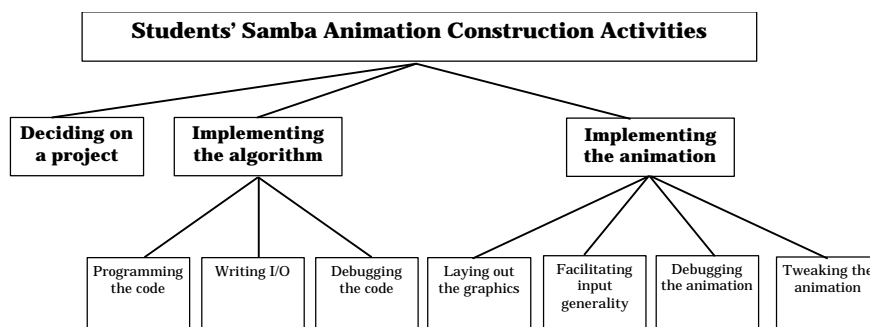 Students' Samba Animation Construction Activities
Deciding on
a project
Implementing
the algorithm
Implementing
the animation
Programming
the code
Writing I/O
Debugging
the code
Laying out
the graphics
Facilitating
input
generality
Debugging
the animation
Tweaking the
animation